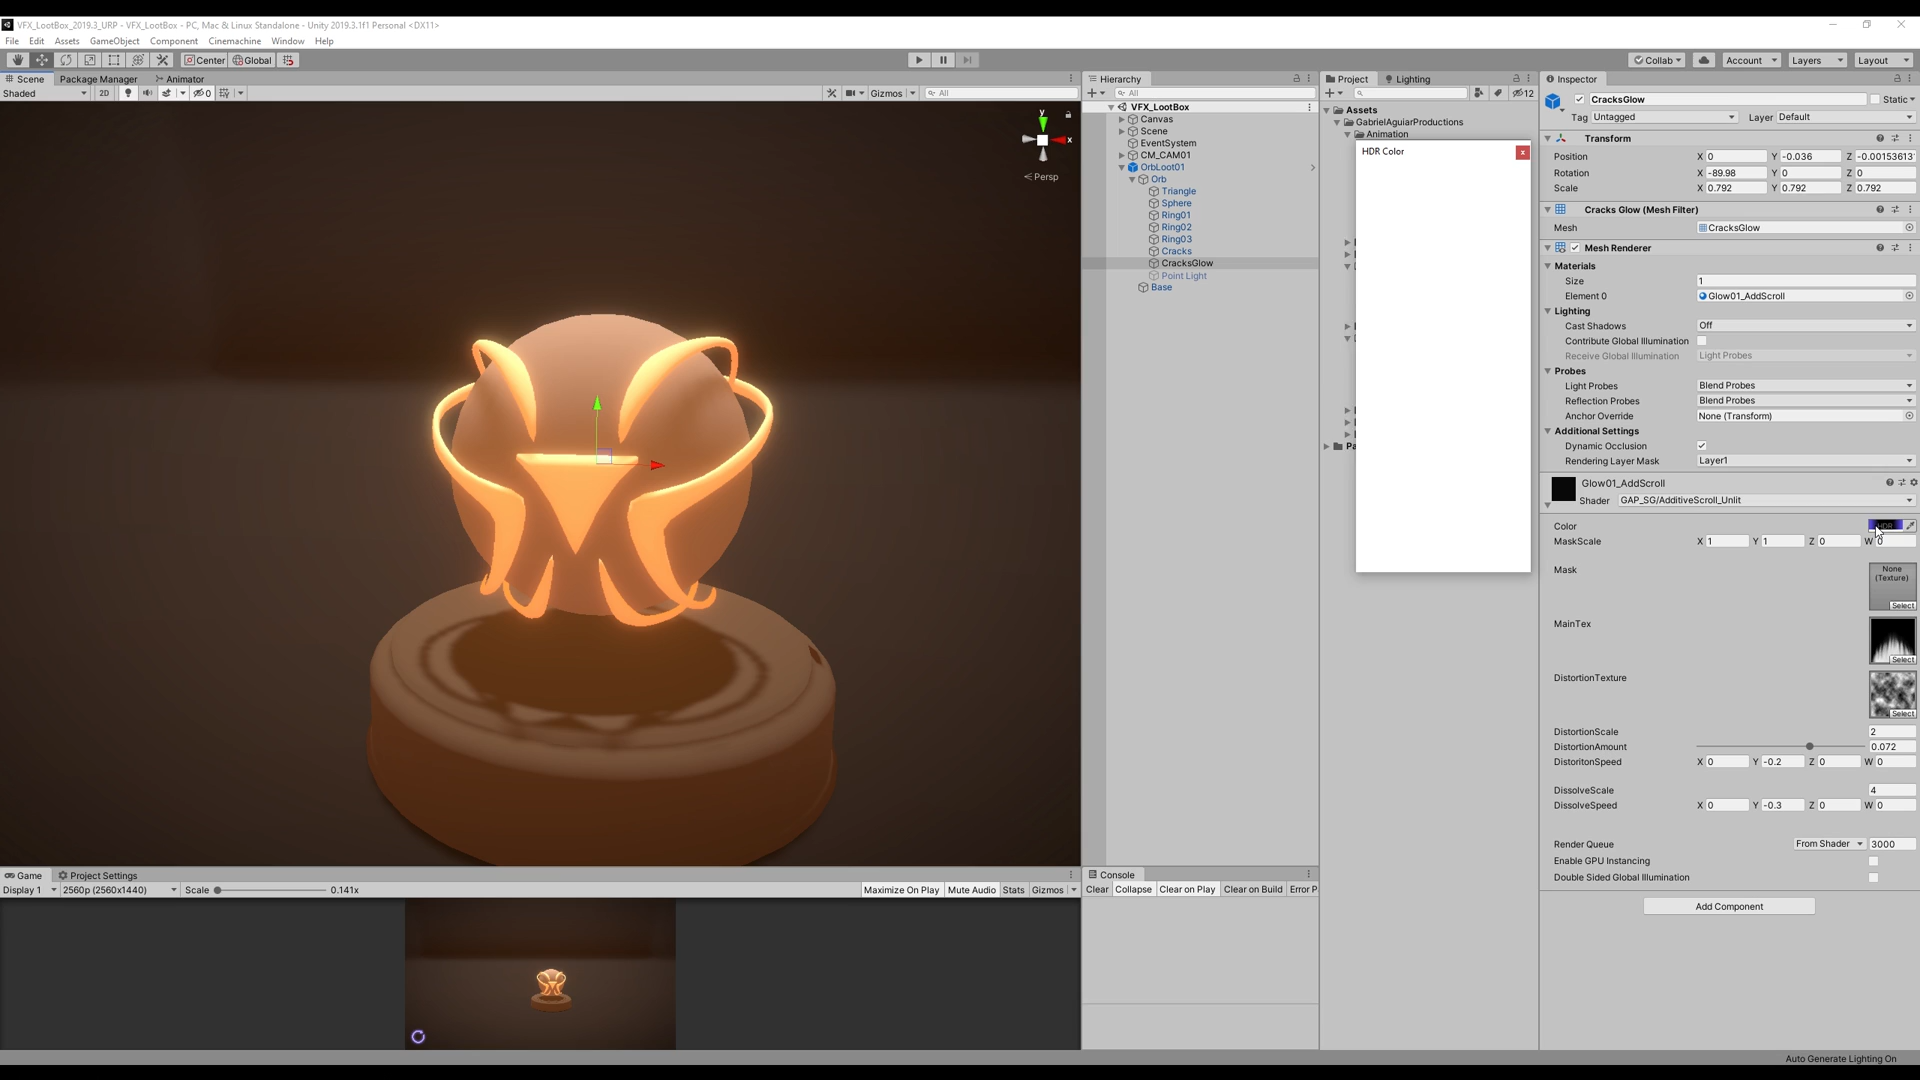 VFX_LootBox_2019.3_URP - VFX_LootBox - PC, Mac & Linux Standalone - Unity 2019.3.1f1 Personal <DX11>
File Edit Assets GameObject Component Cinemachine Window Help
Center Global Collab Account Layers Layout
Scene Package Manager Animator
Shaded 2D 0 Gizmos All
y x
Persp
Hierarchy
All
VFX_LootBox
Canvas
Scene
EventSystem
CM_CAM01
OrbLoot01
Orb
Triangle
Sphere
Ring01
Ring02
Ring03
Cracks
CracksGlow
Point Light
Base
Project Lighting
12
Assets
GabrielAguiarProductions
Animation
HDR Color
x
Pa
Inspector
CracksGlow Static
Tag Untagged Layer Default
Transform
Position X 0 Y -0.036 Z -0.00153613
Rotation X -89.98 Y 0 Z 0
Scale X 0.792 Y 0.792 Z 0.792
Cracks Glow (Mesh Filter)
Mesh CracksGlow
Mesh Renderer
Materials
Size 1
Element 0 Glow01_AddScroll
Lighting
Cast Shadows Off
Contribute Global Illumination
Receive Global Illumination Light Probes
Probes
Light Probes Blend Probes
Reflection Probes Blend Probes
Anchor Override None (Transform)
Additional Settings
Dynamic Occlusion
Rendering Layer Mask Layer1
Glow01_AddScroll
Shader GAP_SG/AdditiveScroll_Unlit
Color HDR
MaskScale X 1 Y 1 Z 0 W 0
Mask None (Texture) Select
MainTex Select
DistortionTexture Select
DistortionScale 2
DistortionAmount 0.072
DistoritonSpeed X 0 Y -0.2 Z 0 W 0
DissolveScale 4
DissolveSpeed X 0 Y -0.3 Z 0 W 0
Render Queue From Shader 3000
Enable GPU Instancing
Double Sided Global Illumination
Add Component
Game Project Settings
Display 1 2560p (2560x1440) Scale 0.141x Maximize On Play Mute Audio Stats Gizmos
Console
Clear Collapse Clear on Play Clear on Build Error P
Auto Generate Lighting On